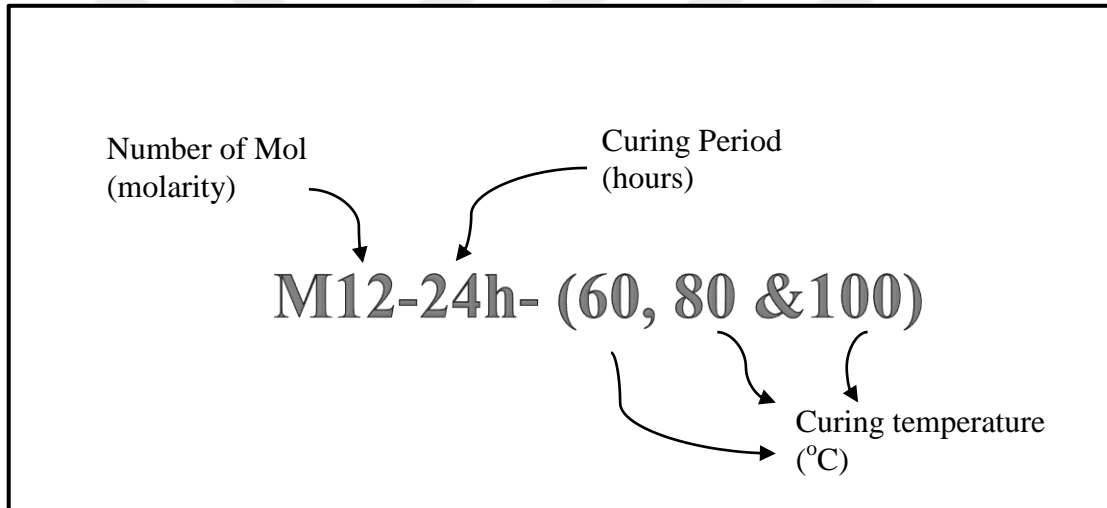 Number of Mol
(molarity)
Curing Period
(hours)
M12-24h- (60, 80 &100)
Curing temperature
(°C)